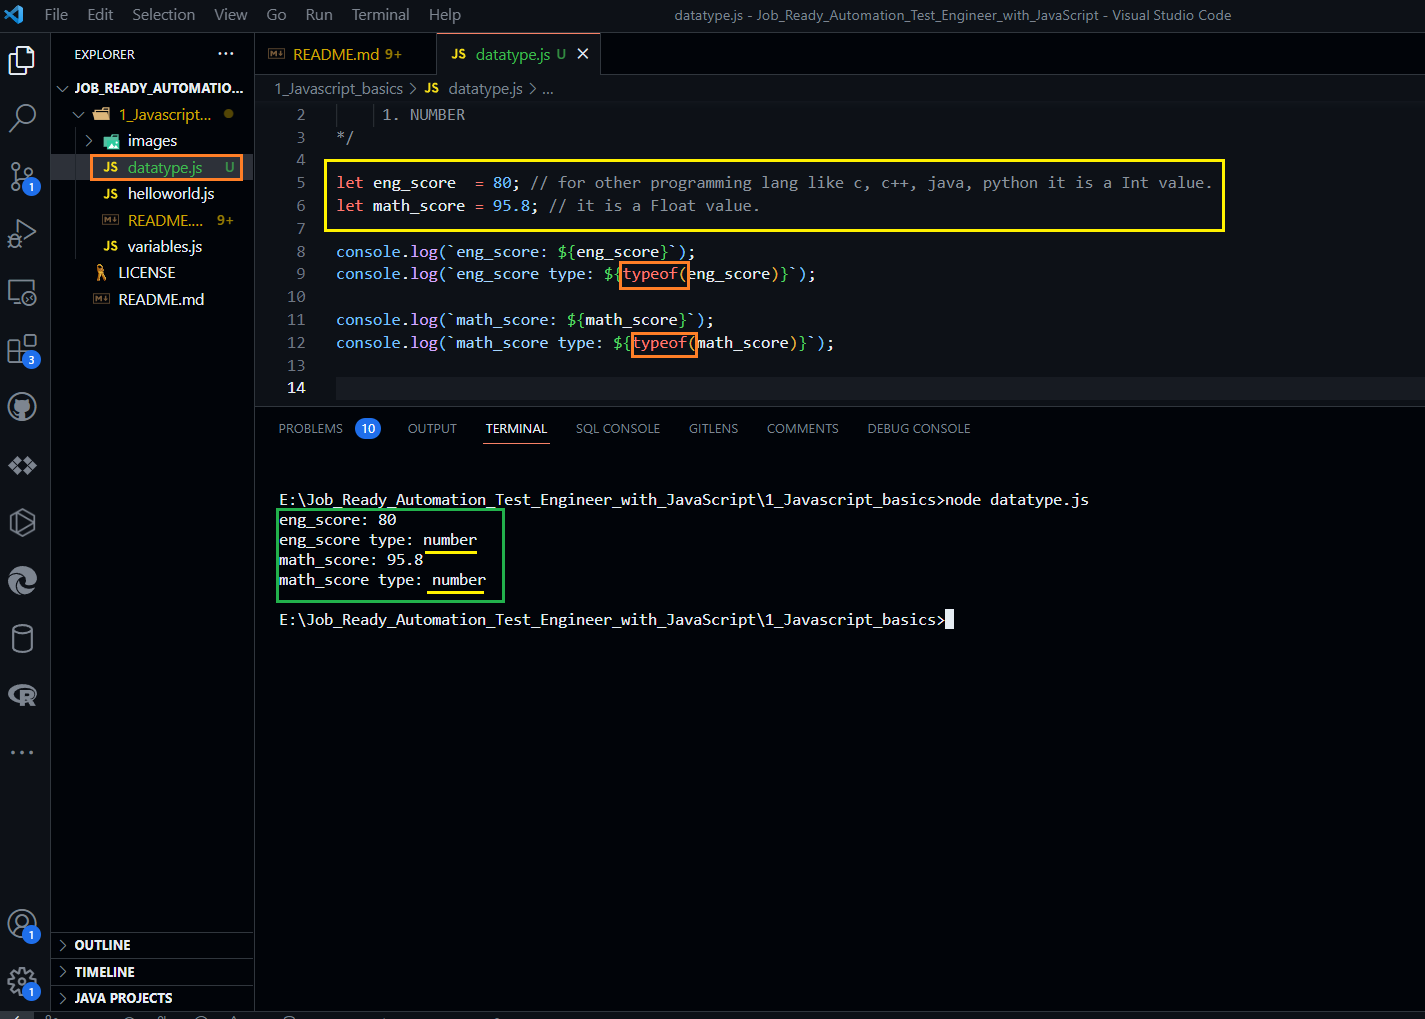 File Edit Selection View Go Run Terminal Help
datatype.js - Job_Ready_Automation_Test_Engineer_with_JavaScript - Visual Studio Code
EXPLORER ...
JOB_READY_AUTOMATIO...
1_Javascript...
images
JS datatype.js U
JS helloworld.js
README.... 9+
JS variables.js
LICENSE
README.md
OUTLINE
TIMELINE
JAVA PROJECTS
1
3
1
1
README.md 9+
JS datatype.js U ×
1_Javascript_basics > JS datatype.js > ...
2 1. NUMBER
3 */
4
5 let eng_score  = 80; // for other programming lang like c, c++, java, python it is a Int value.
6 let math_score = 95.8; // it is a Float value.
7
8 console.log(`eng_score: ${eng_score}`);
9 console.log(`eng_score type: ${typeof(eng_score)}`);
10
11 console.log(`math_score: ${math_score}`);
12 console.log(`math_score type: ${typeof(math_score)}`);
13
14
PROBLEMS 10 OUTPUT TERMINAL SQL CONSOLE GITLENS COMMENTS DEBUG CONSOLE
E:\Job_Ready_Automation_Test_Engineer_with_JavaScript\1_Javascript_basics>node datatype.js
eng_score: 80
eng_score type: number
math_score: 95.8
math_score type: number
E:\Job_Ready_Automation_Test_Engineer_with_JavaScript\1_Javascript_basics>